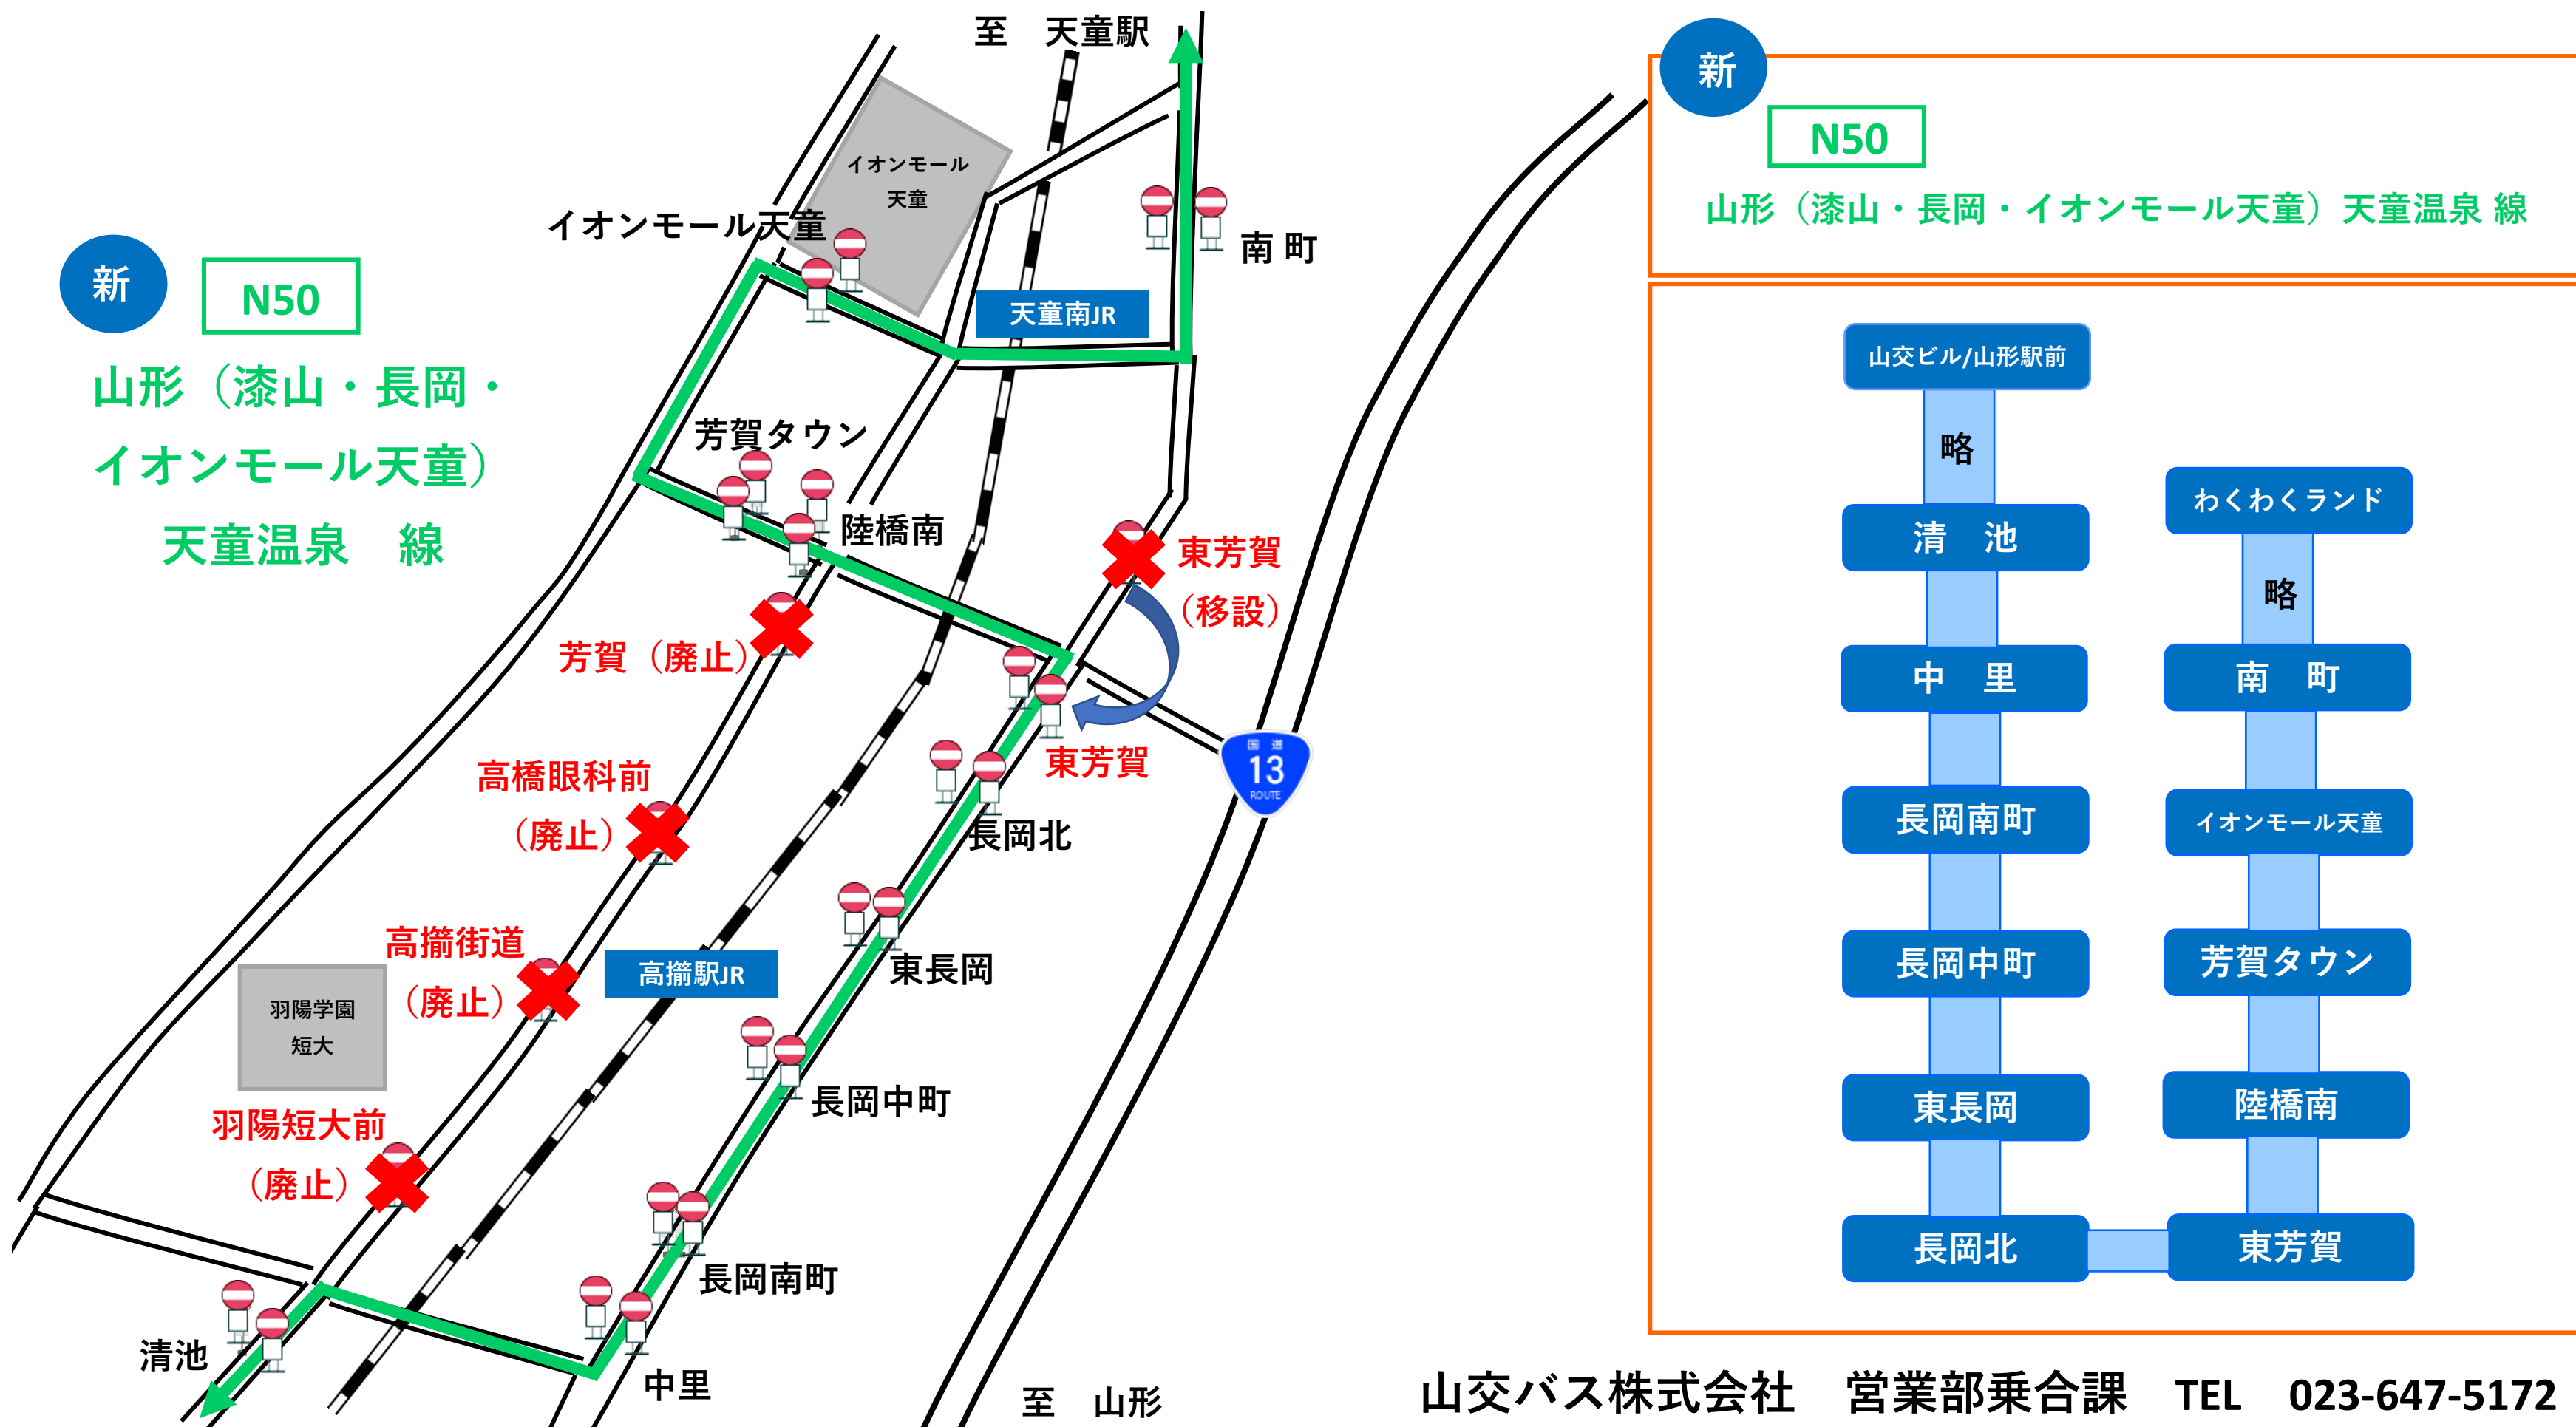 至　天童駅
イオンモール
天童
イオンモール天童
南 町
天童南JR
新
N50
山形（漆山・長岡・
イオンモール天童）
天童温泉　線
芳賀タウン
陸橋南
東芳賀
（移設）
芳賀（廃止）
東芳賀
国 道
13
ROUTE
高橋眼科前
（廃止）
長岡北
高擶街道
（廃止）
高擶駅JR
東長岡
羽陽学園
短大
長岡中町
羽陽短大前
（廃止）
長岡南町
清池
中里
至　山形
新
N50
山形（漆山・長岡・イオンモール天童）天童温泉 線
山交ビル/山形駅前
略
清　池
中　里
長岡南町
長岡中町
東長岡
長岡北
わくわくランド
略
南　町
イオンモール天童
芳賀タウン
陸橋南
東芳賀
山交バス株式会社　営業部乗合課　TEL　023-647-5172